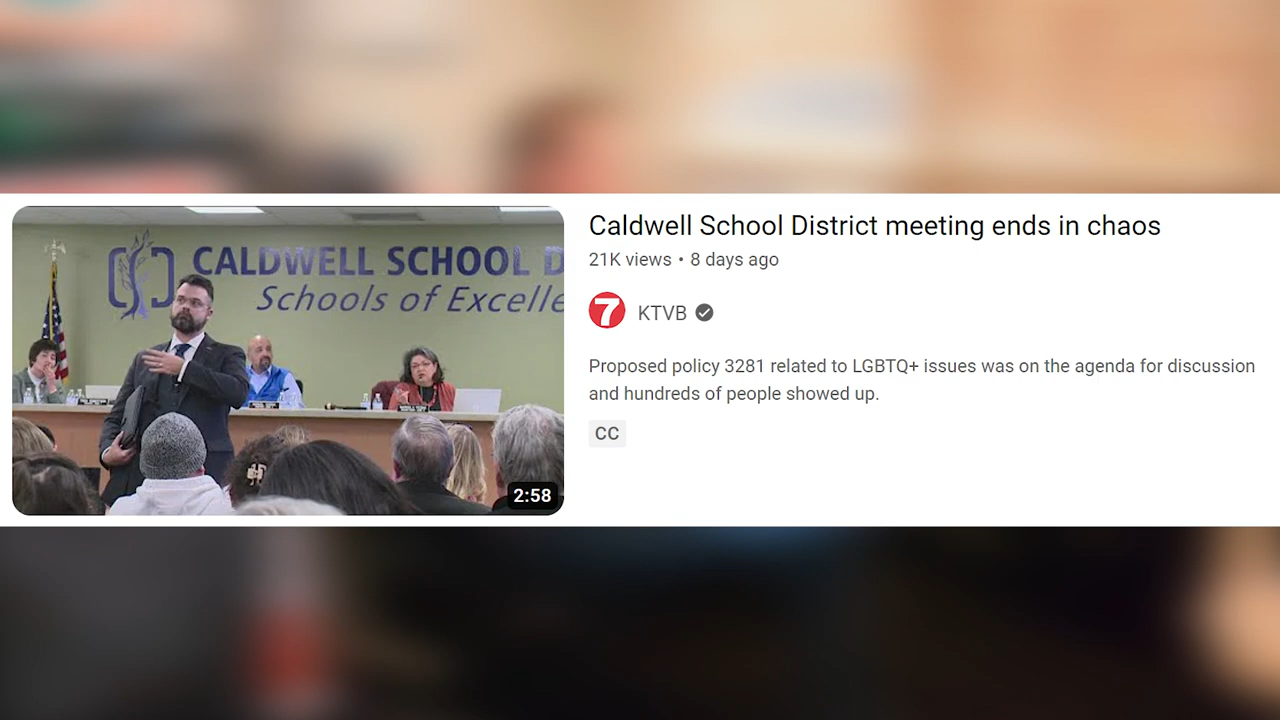 CALDWELL SCHOOL D
Schools of Excelle
2:58
Caldwell School District meeting ends in chaos
21K views • 8 days ago
7 KTVB
Proposed policy 3281 related to LGBTQ+ issues was on the agenda for discussion
and hundreds of people showed up.
CC